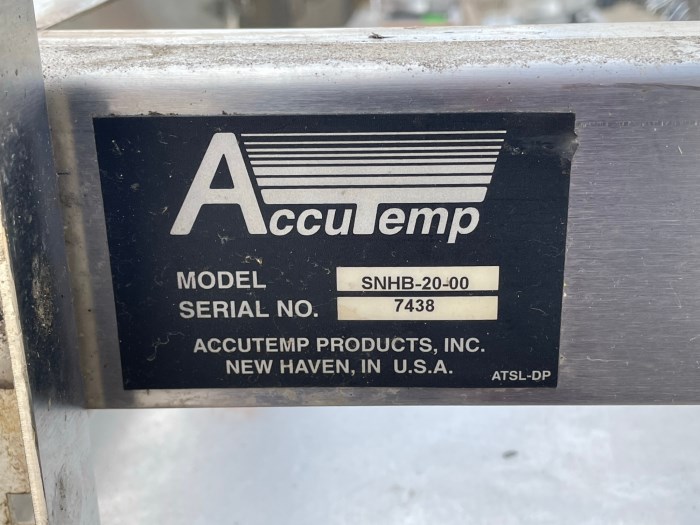 AccuTemp
MODEL SNHB-20-00
SERIAL NO. 7438
ACCUTEMP PRODUCTS, INC.
NEW HAVEN, IN U.S.A.
ATSL-DP